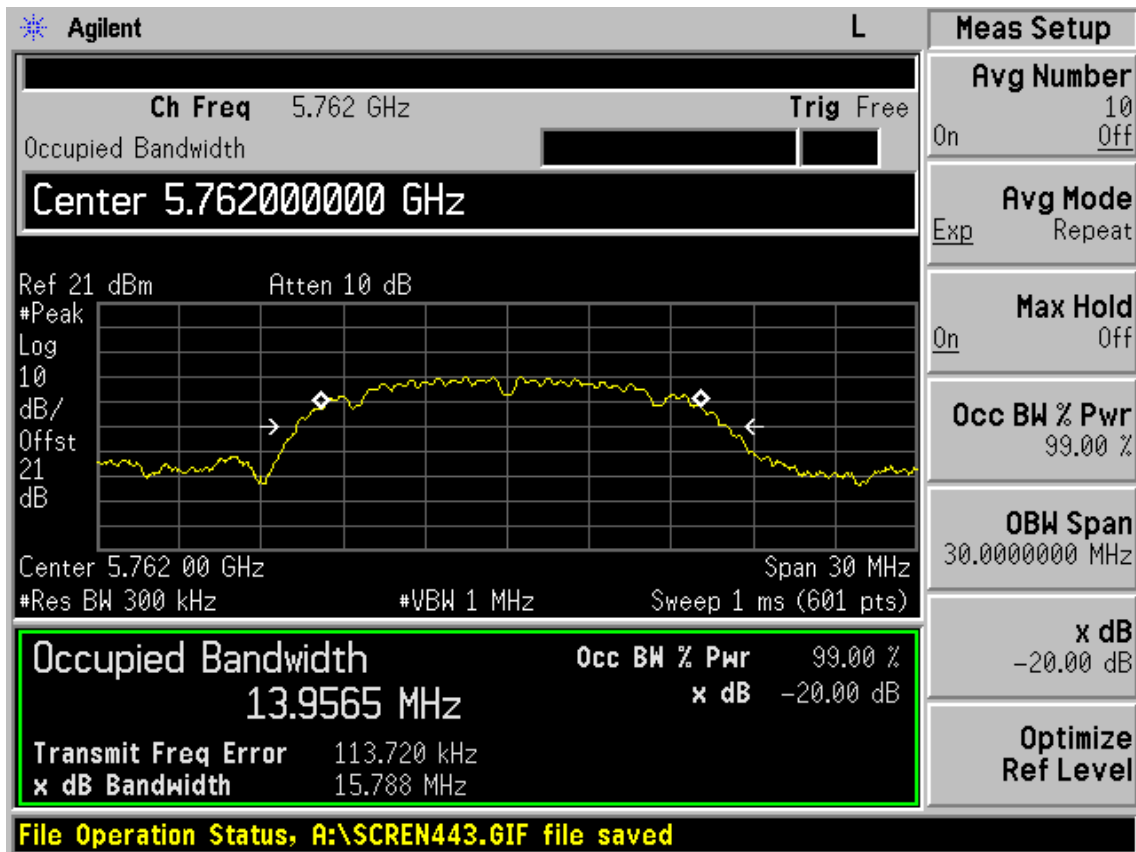 Agilent
L
Ch Freq 5.762 GHz
Trig Free
Occupied Bandwidth
Center 5.762000000 GHz
Ref 21 dBm
Atten 10 dB
#Peak
Log
10
dB/
Offst
21
dB
Center 5.762 00 GHz
Span 30 MHz
#Res BW 300 kHz
#VBW 1 MHz
Sweep 1 ms (601 pts)
Occupied Bandwidth
13.9565 MHz
Occ BW % Pwr 99.00 %
x dB -20.00 dB
Transmit Freq Error 113.720 kHz
x dB Bandwidth 15.788 MHz
File Operation Status, A:\SCREN443.GIF file saved
Meas Setup
Avg Number
10
On Off
Avg Mode
Exp Repeat
Max Hold
On Off
Occ BW % Pwr
99.00 %
OBW Span
30.0000000 MHz
x dB
-20.00 dB
Optimize
Ref Level